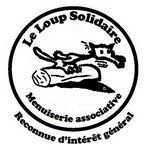 Le Loup Solidaire
Menuiserie associative
Reconnue d'intérêt général